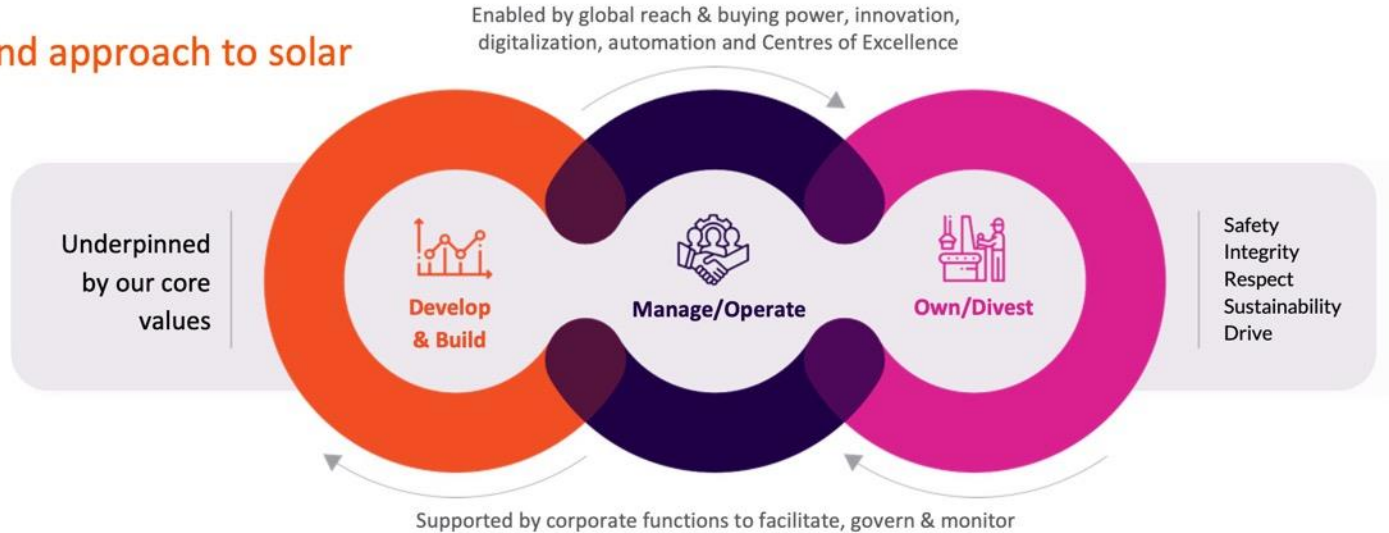 Enabled by global reach & buying power, innovation,
digitalization, automation and Centres of Excellence
nd approach to solar
Underpinned
by our core
values
Develop
& Build
Manage/Operate
Own/Divest
Safety
Integrity
Respect
Sustainability
Drive
Supported by corporate functions to facilitate, govern & monitor